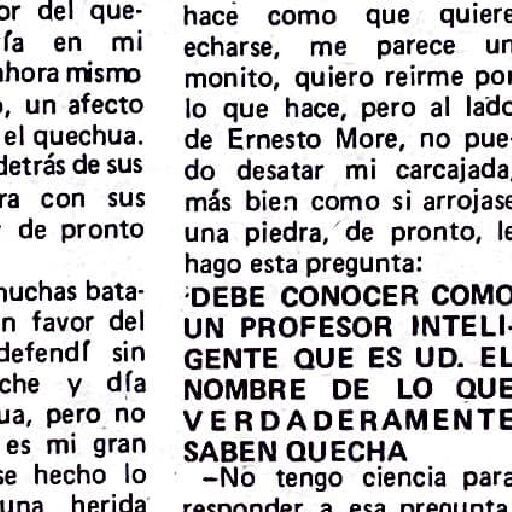 or del que-
ía en mi
ahora mismo
o, un afecto
el quechua.
detrás de sus
ra con sus
de pronto
muchas bata-
n favor del
defendí sin
che y día
ua, pero no
es mi gran
se hecho lo
una herida
hace como que quiere
echarse, me parece un
monito, quiero reirme por
lo que hace, pero al lado
de Ernesto More, no pue-
do desatar mi carcajada,
más bien como si arrojase
una piedra, de pronto, le
hago esta pregunta:
DEBE CONOCER COMO
UN PROFESOR INTELI-
GENTE QUE ES UD. EL
NOMBRE DE LO QUE
VERDADERAMENTE
SABEN QUECHA
—No tengo ciencia para
responder a esa pregunta